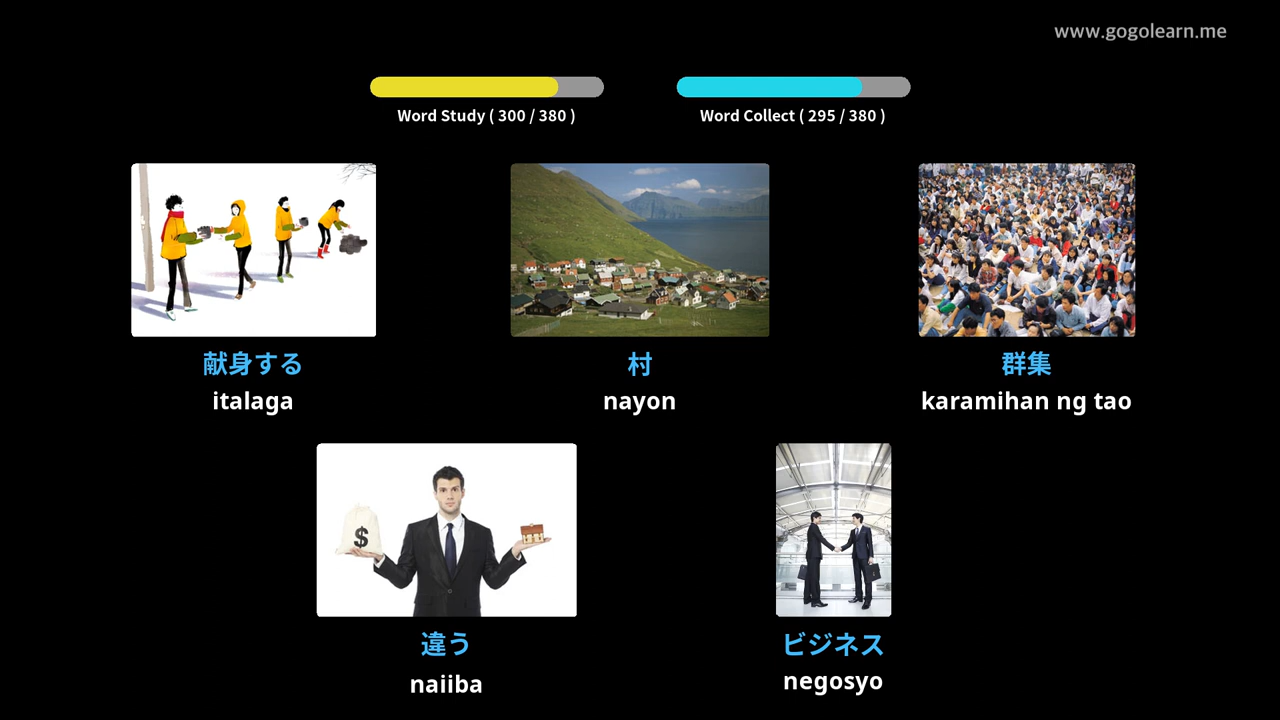 www.gogolearn.me
Word Study ( 300 / 380 )
Word Collect ( 295 / 380 )
献身する
italaga
村
nayon
群集
karamihan ng tao
$
違う
naiiba
ビジネス
negosyo